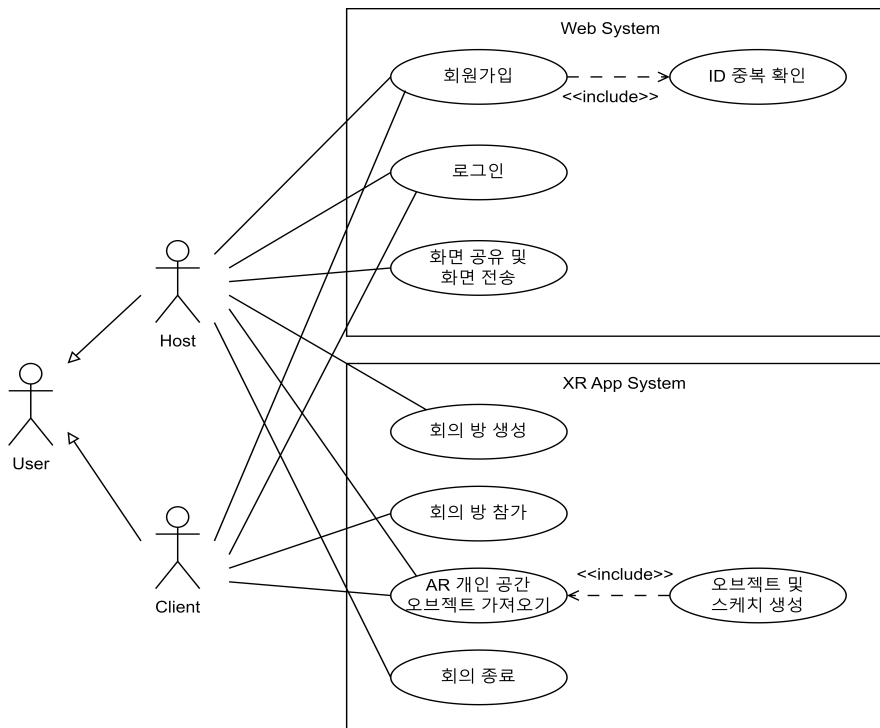 Web System
회원가입
<<include>>
ID 중복 확인
로그인
화면 공유 및
화면 전송
Host
User
Client
XR App System
회의 방 생성
회의 방 참가
AR 개인 공간
오브젝트 가져오기
<<include>>
오브젝트 및
스케치 생성
회의 종료